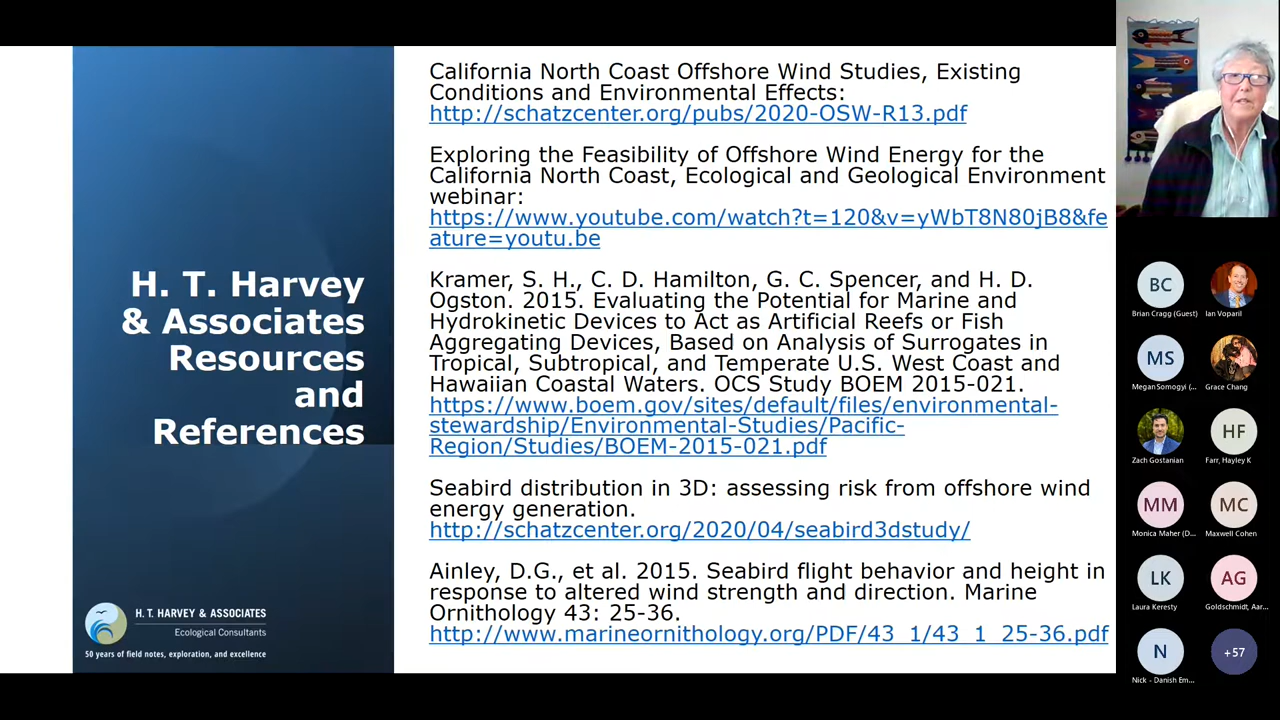 H. T. Harvey
& Associates
Resources
and
References
H. T. HARVEY & ASSOCIATES
Ecological Consultants
50 years of field notes, exploration, and excellence
California North Coast Offshore Wind Studies, Existing
Conditions and Environmental Effects:
http://schatzcenter.org/pubs/2020-OSW-R13.pdf
Exploring the Feasibility of Offshore Wind Energy for the
California North Coast, Ecological and Geological Environment
webinar:
https://www.youtube.com/watch?t=120&v=yWbT8N80jB8&fe
ature=youtu.be
Kramer, S. H., C. D. Hamilton, G. C. Spencer, and H. D.
Ogston. 2015. Evaluating the Potential for Marine and
Hydrokinetic Devices to Act as Artificial Reefs or Fish
Aggregating Devices, Based on Analysis of Surrogates in
Tropical, Subtropical, and Temperate U.S. West Coast and
Hawaiian Coastal Waters. OCS Study BOEM 2015-021.
https://www.boem.gov/sites/default/files/environmental-
stewardship/Environmental-Studies/Pacific-
Region/Studies/BOEM-2015-021.pdf
Seabird distribution in 3D: assessing risk from offshore wind
energy generation.
http://schatzcenter.org/2020/04/seabird3dstudy/
Ainley, D.G., et al. 2015. Seabird flight behavior and height in
response to altered wind strength and direction. Marine
Ornithology 43: 25-36.
http://www.marineornithology.org/PDF/43_1/43_1_25-36.pdf
BC
Brian Cragg (Guest)
Ian Voparil
MS
Megan Somogyi (...
Grace Chang
Zach Gostanian
HF
Farr, Hayley K
MM
Monica Maher (D...
MC
Maxwell Cohen
LK
Laura Keresty
AG
Goldschmidt, Aar...
N
Nick - Danish Em...
+57